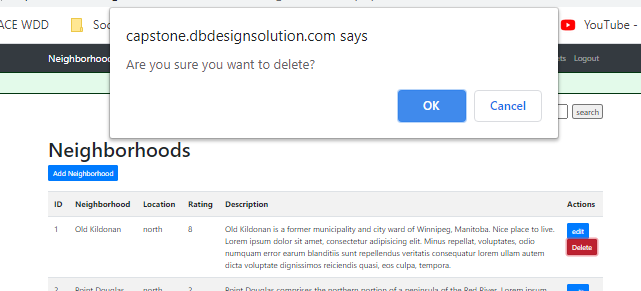 capstone.dbdesignsolution.com says
ACE WDD
YouTube -
Are you sure you want to delete?
Neighborhood
Logout
OK Cancel
search
Neighborhoods
Add Neighborhood
ID Neighborhood Location Rating Description Actions
1 Old Kildonan north 8 Old Kildonan is a former municipality and city ward of Winnipeg, Manitoba. Nice place to live. edit
Lorem ipsum dolor sit amet, consectetur adipisicing elit. Minus repellat, voluptates, odio Delete
numquam error earum blanditiis sunt repellendus veritatis consequatur lorem ullam autem
dicta voluptate dignissimos reiciendis quasi, eos culpa, tempora.
2 Point Douglas north 2 Point Douglas comprises the northern portion of a peninsula of the Red River. Lorem ipsum